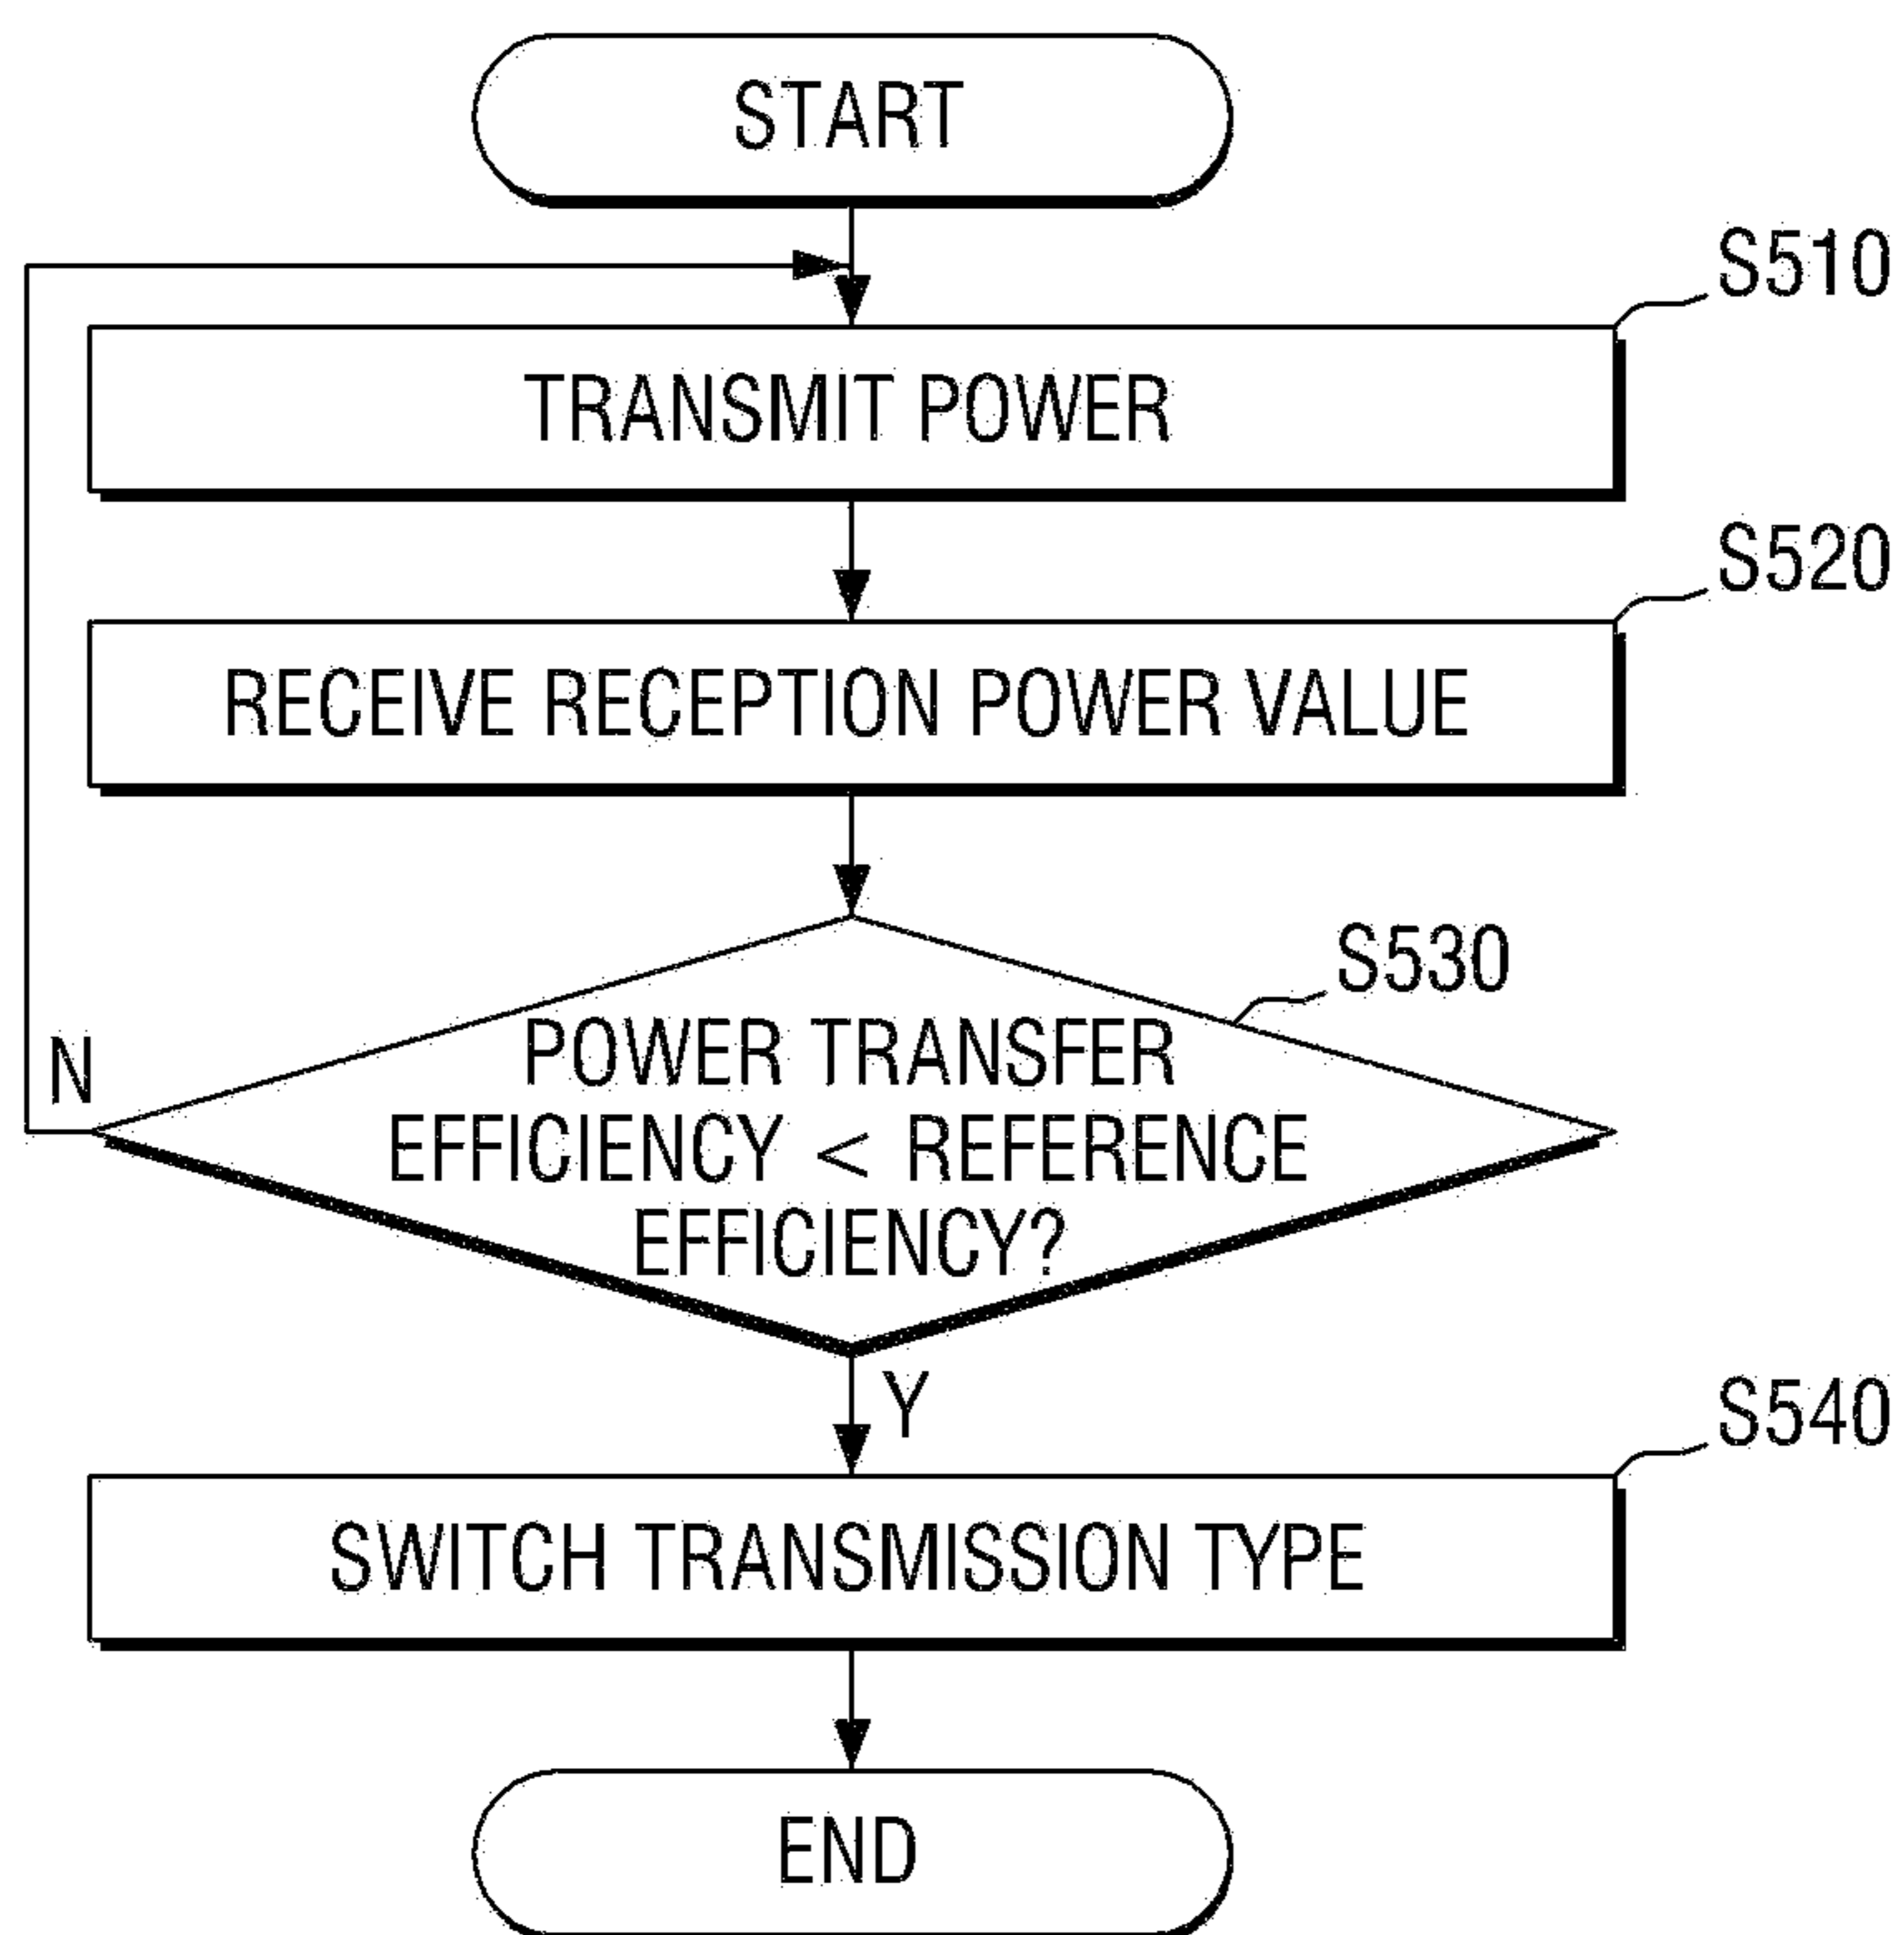 START
S510
TRANSMIT POWER
S520
RECEIVE RECEPTION POWER VALUE
S530
POWER TRANSFER
EFFICIENCY < REFERENCE
EFFICIENCY?
N
Y
S540
SWITCH TRANSMISSION TYPE
END